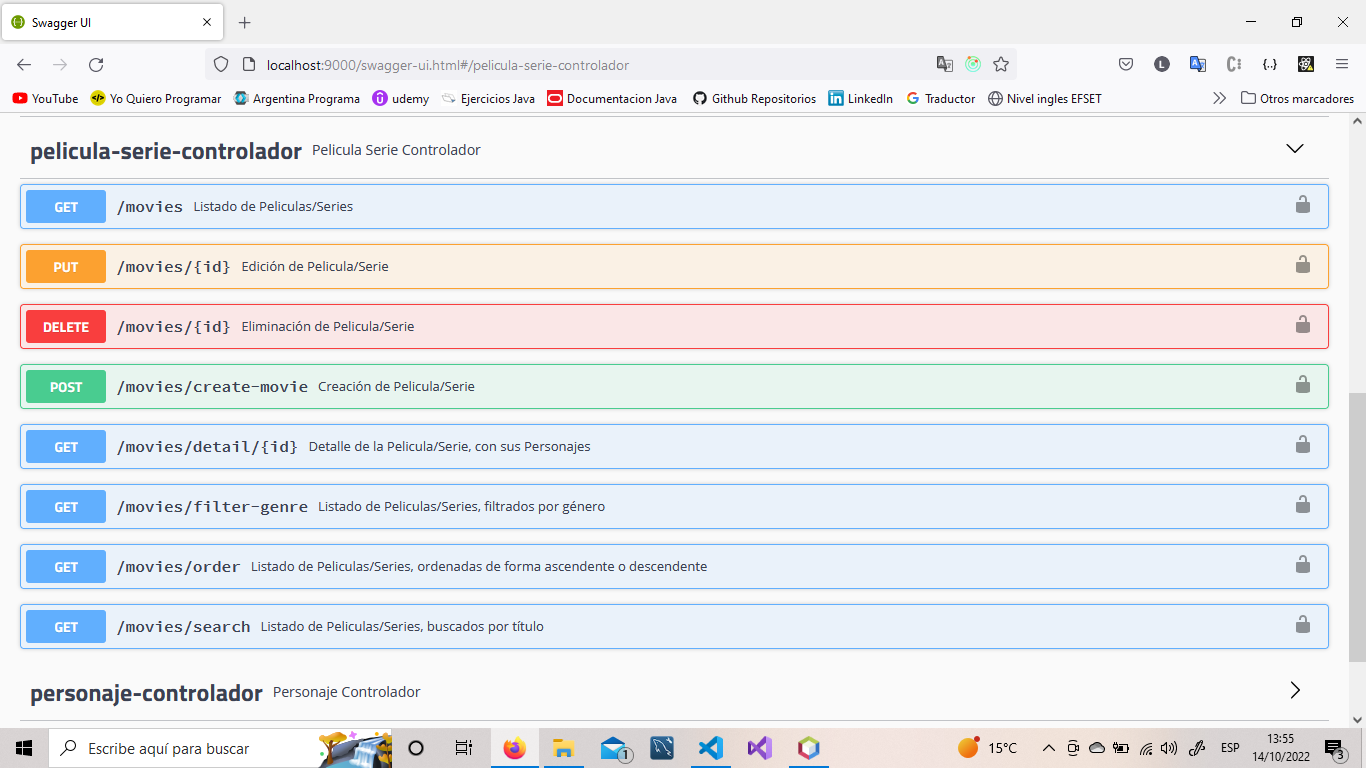 Swagger UI
localhost:9000/swagger-ui.html#/pelicula-serie-controlador
YouTube
Yo Quiero Programar
Argentina Programa
udemy
Ejercicios Java
Documentacion Java
Github Repositorios
LinkedIn
Traductor
Nivel ingles EFSET
Otros marcadores
pelicula-serie-controlador Pelicula Serie Controlador
GET /movies Listado de Peliculas/Series
PUT /movies/{id} Edición de Pelicula/Serie
DELETE /movies/{id} Eliminación de Pelicula/Serie
POST /movies/create-movie Creación de Pelicula/Serie
GET /movies/detail/{id} Detalle de la Pelicula/Serie, con sus Personajes
GET /movies/filter-genre Listado de Peliculas/Series, filtrados por género
GET /movies/order Listado de Peliculas/Series, ordenadas de forma ascendente o descendente
GET /movies/search Listado de Peliculas/Series, buscados por título
personaje-controlador Personaje Controlador
Escribe aquí para buscar
1
15°C
ESP
13:55
14/10/2022
3